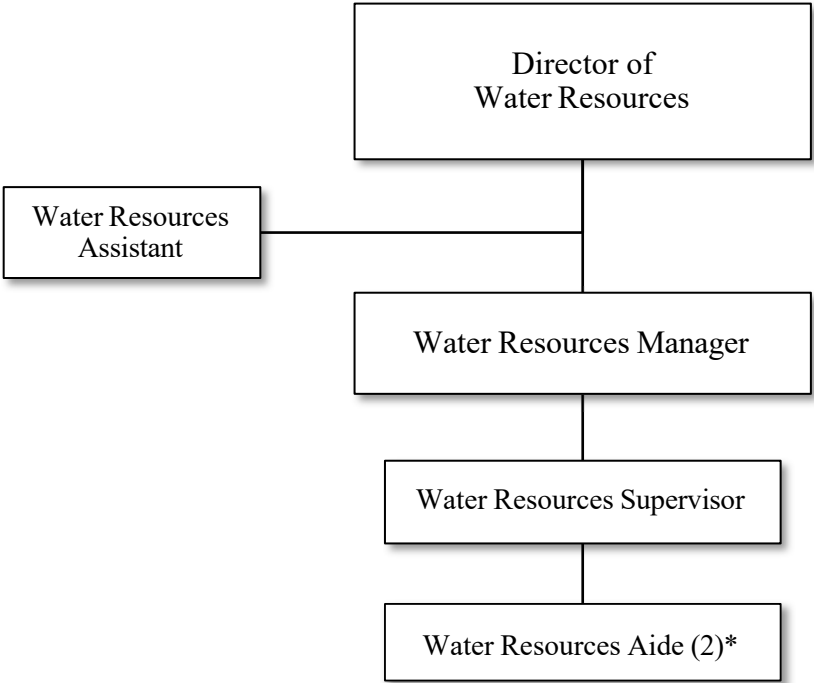 Director of
Water Resources
Water Resources
Assistant
Water Resources Manager
Water Resources Supervisor
Water Resources Aide (2)*